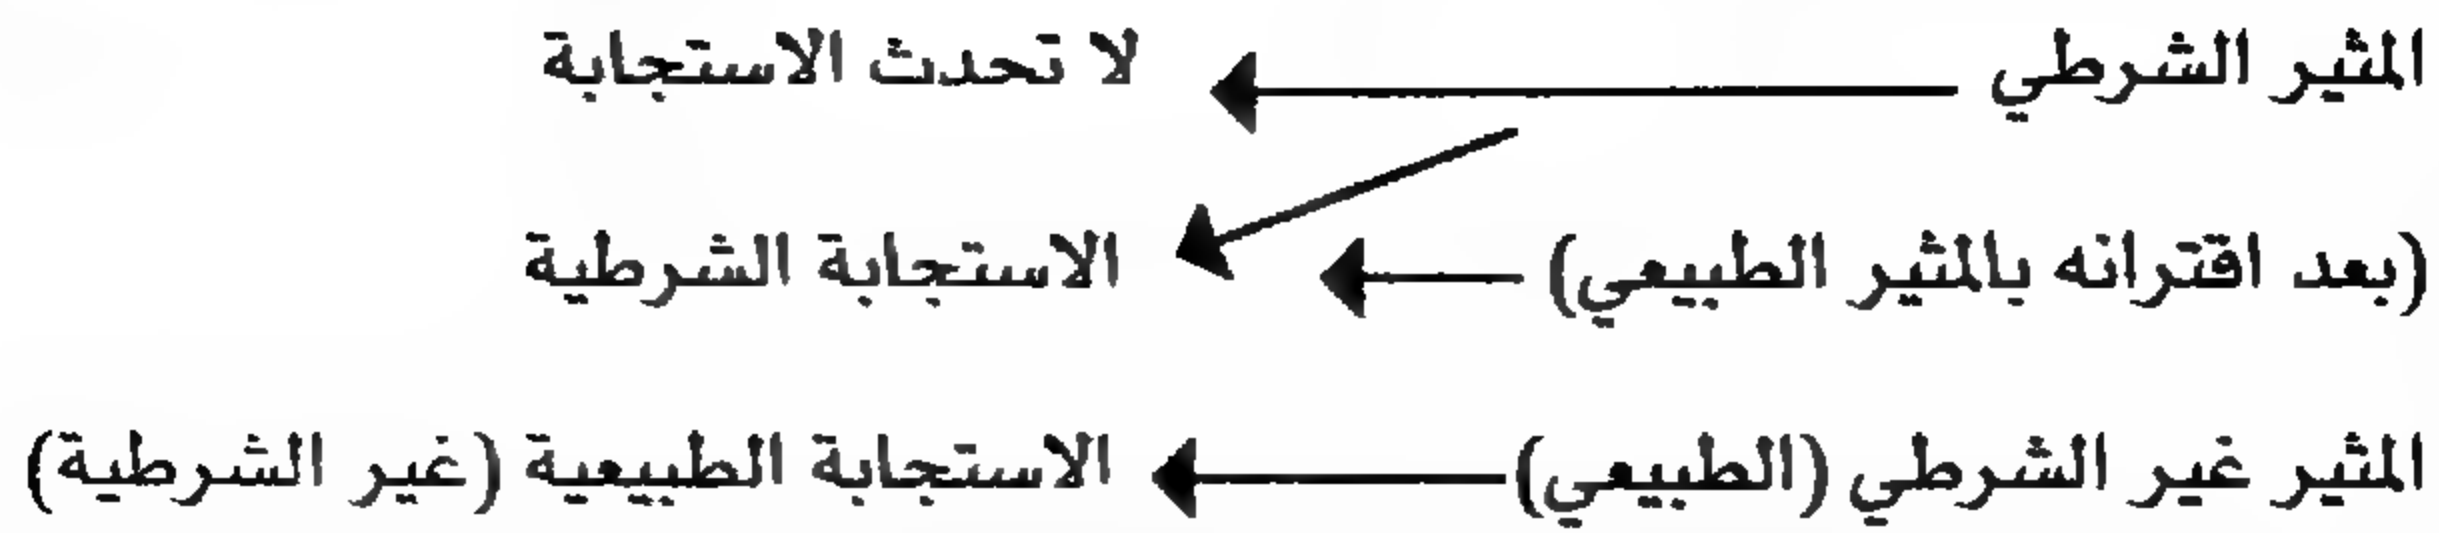 المثير الشرطي لا تحدث الاستجابة
(بعد اقترانه بالمثير الطبيعي) الاستجابة الشرطية
المثير غير الشرطي (الطبيعي) الاستجابة الطبيعية (غير الشرطية)